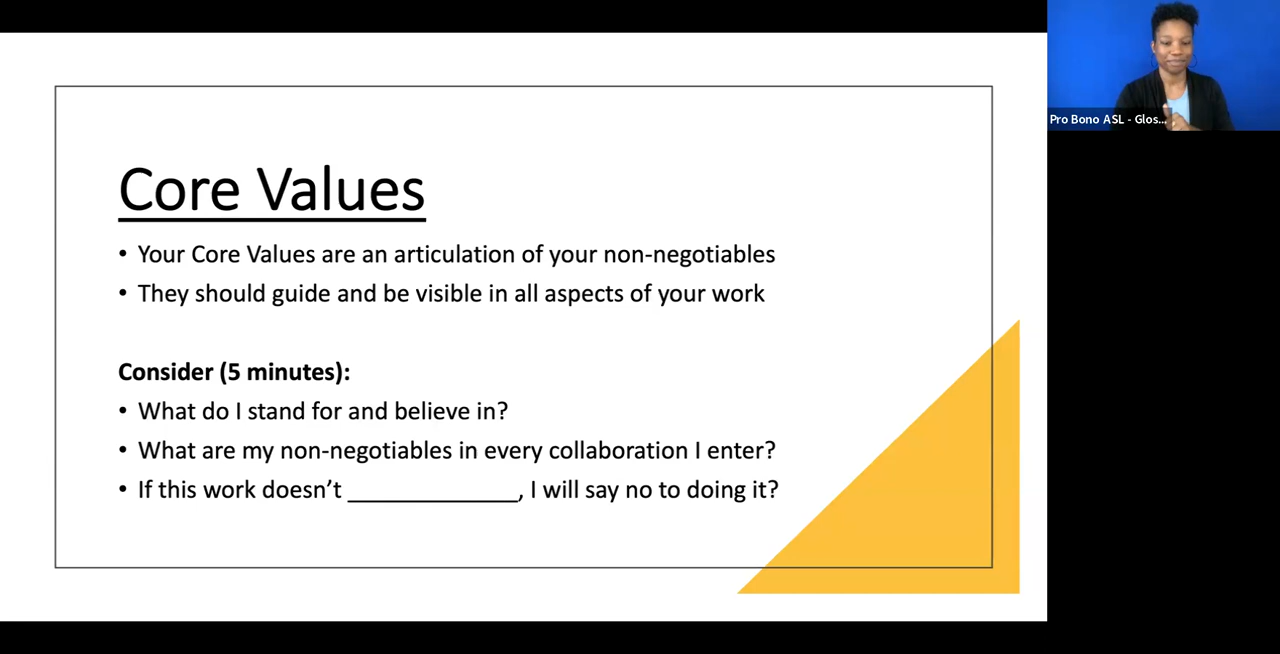 Core Values
• Your Core Values are an articulation of your non-negotiables
• They should guide and be visible in all aspects of your work
Consider (5 minutes):
• What do I stand for and believe in?
• What are my non-negotiables in every collaboration I enter?
• If this work doesn’t ______________, I will say no to doing it?
Pro Bono ASL - Glos...